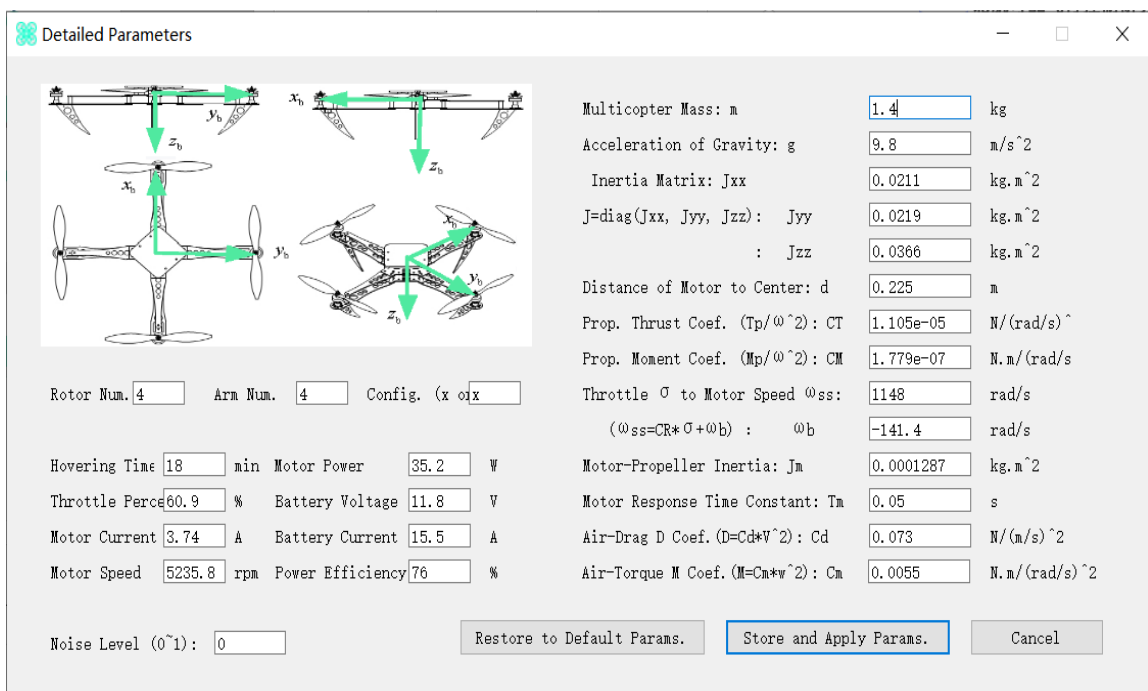 Detailed Parameters
x_b
y_b
z_b
z_b
x_b
y_b
x_b
y_b
z_b
Rotor Num. 4 Arm Num. 4 Config. (x or x
Hovering Time 18 min Motor Power 35.2 W
Throttle Perce 60.9 % Battery Voltage 11.8 V
Motor Current 3.74 A Battery Current 15.5 A
Motor Speed 5235.8 rpm Power Efficiency 76 %
Noise Level (0~1): 0
Multicopter Mass: m 1.4 kg
Acceleration of Gravity: g 9.8 m/s^2
Inertia Matrix: Jxx 0.0211 kg.m^2
J=diag(Jxx, Jyy, Jzz): Jyy 0.0219 kg.m^2
: Jzz 0.0366 kg.m^2
Distance of Motor to Center: d 0.225 m
Prop. Thrust Coef. (Tp/ω^2): CT 1.105e-05 N/(rad/s)^
Prop. Moment Coef. (Mp/ω^2): CM 1.779e-07 N.m/(rad/s
Throttle σ to Motor Speed ωss: 1148 rad/s
(ωss=CR*σ+ωb) : ωb -141.4 rad/s
Motor-Propeller Inertia: Jm 0.0001287 kg.m^2
Motor Response Time Constant: Tm 0.05 s
Air-Drag D Coef.(D=Cd*V^2): Cd 0.073 N/(m/s)^2
Air-Torque M Coef.(M=Cm*w^2): Cm 0.0055 N.m/(rad/s)^2
Restore to Default Params. Store and Apply Params. Cancel